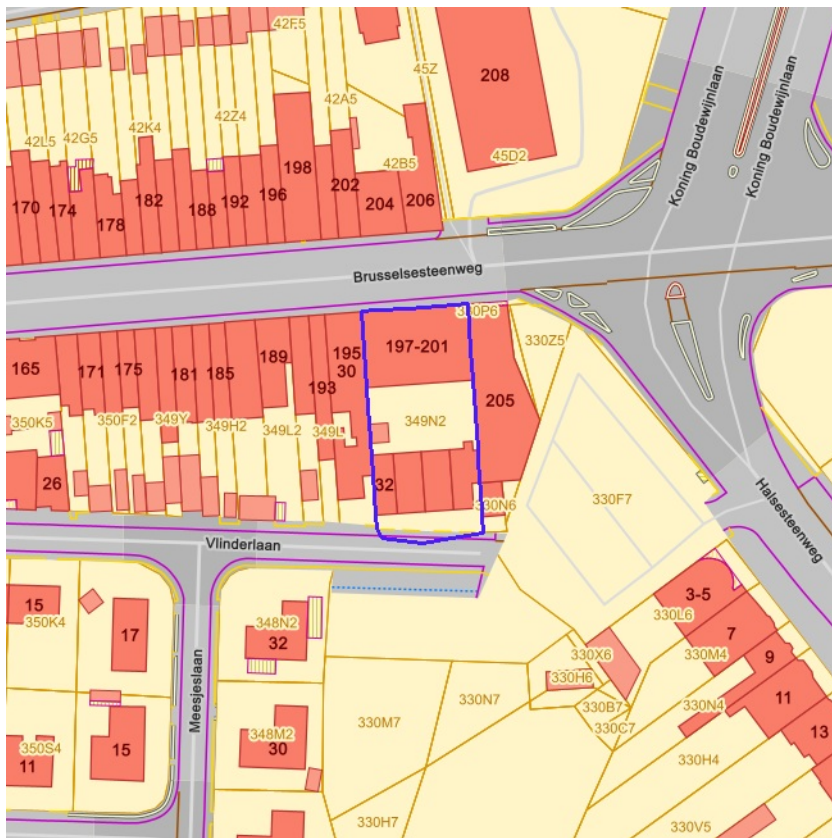 42F5
45Z
208
Koning Boudewijnlaan
Koning Boudewijnlaan
42L5
42G5
42K4
42Z4
42A5
42B5
45D2
170
174
178
182
188
192
196
198
202
204
206
Brusselsesteenweg
330P6
330Z5
165
171
175
181
185
189
193
195
30
197-201
205
350K5
350F2
349Y
349H2
349L2
349L
349N2
26
32
330N6
330F7
Halsesteenweg
Vlinderlaan
Meesjeslaan
15
350K4
17
348N2
32
3-5
330L6
7
330M4
9
330X6
330H6
330B7
330C7
330N7
330M7
330N4
11
13
350S4
11
15
348M2
30
330H4
330H7
330V5